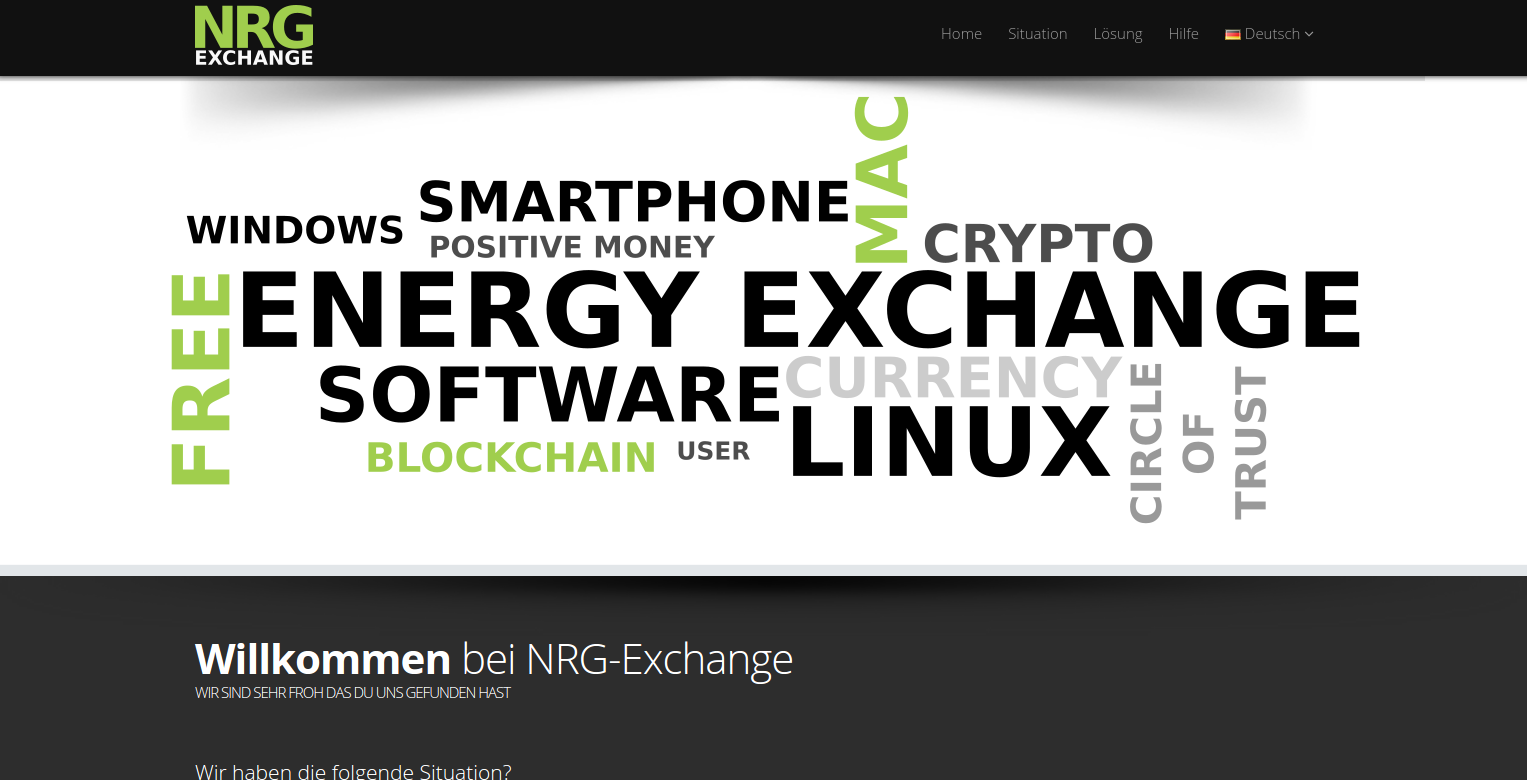 NRG
EXCHANGE
Home Situation Lösung Hilfe Deutsch
MAC
SMARTPHONE
WINDOWS
POSITIVE MONEY
CRYPTO
FREE
ENERGY EXCHANGE
SOFTWARE
CURRENCY
LINUX
BLOCKCHAIN
USER
CIRCLE
OF
TRUST
Willkommen bei NRG-Exchange
WIR SIND SEHR FROH DAS DU UNS GEFUNDEN HAST
Wir haben die folgende Situation?